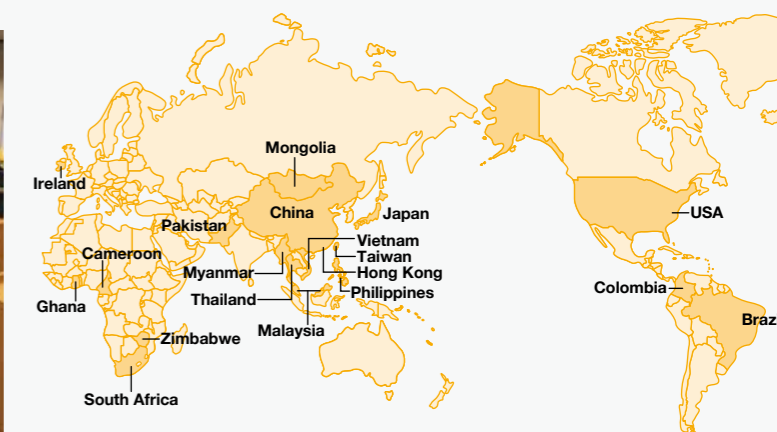 Mongolia
Ireland
China
Japan
USA
Pakistan
Vietnam
Cameroon
Taiwan
Myanmar
Hong Kong
Colombia
Thailand
Philippines
Ghana
Malaysia
Braz
Zimbabwe
South Africa